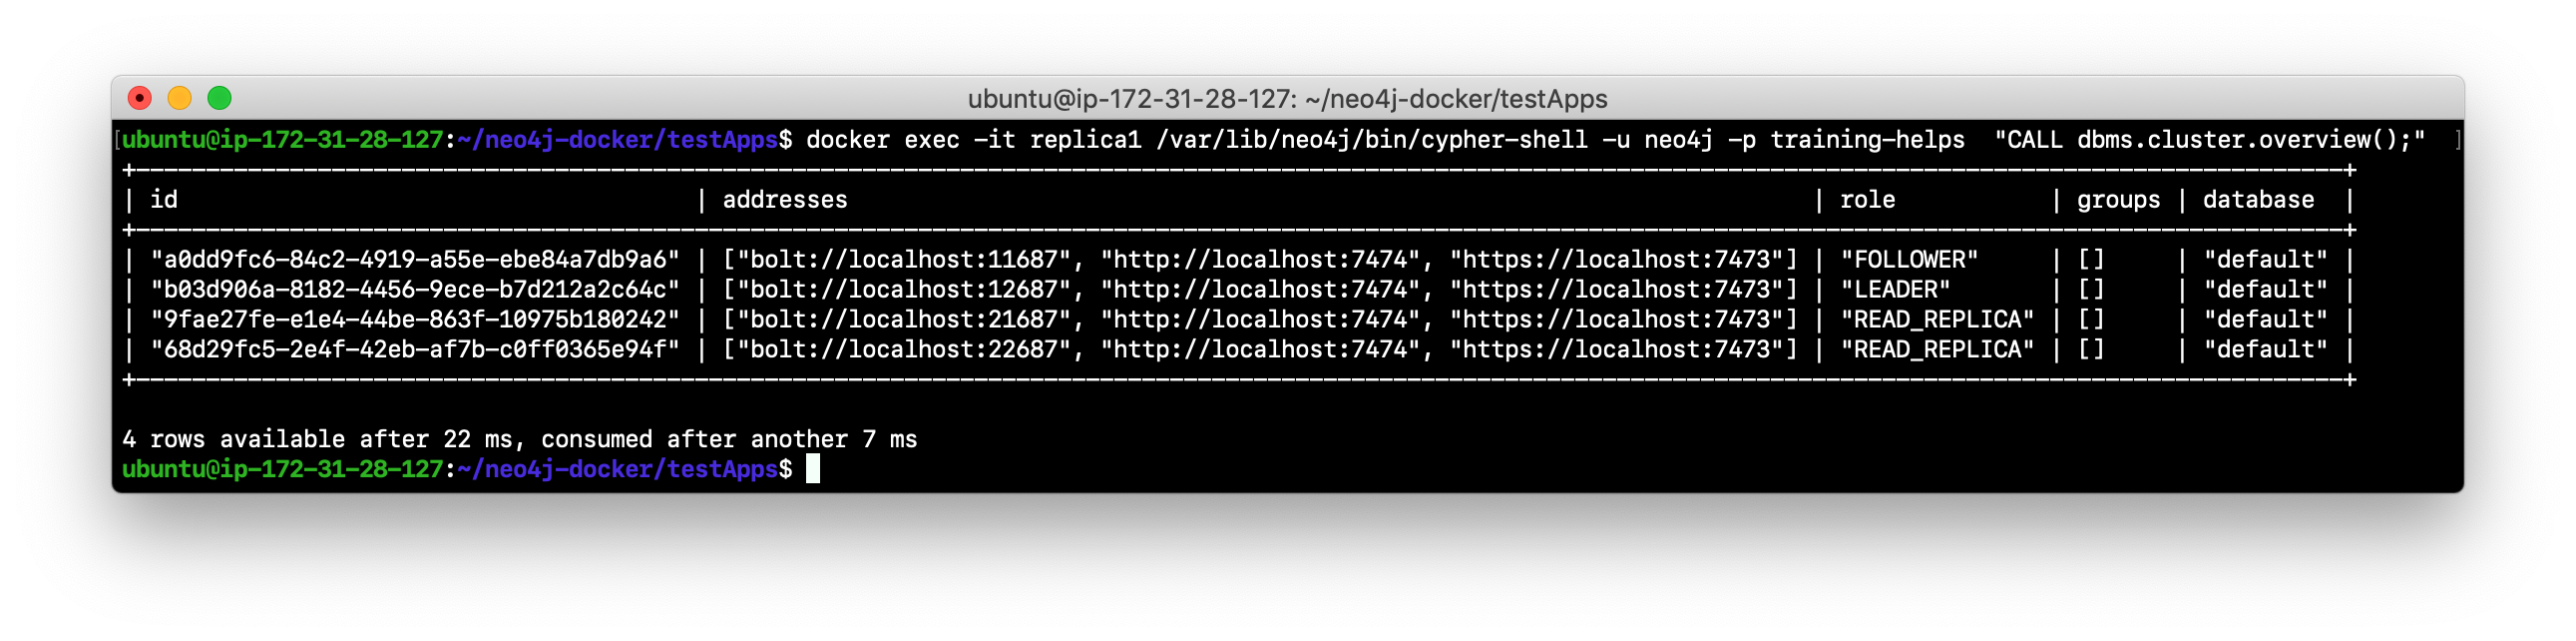 ubuntu@ip-172-31-28-127: ~/neo4j-docker/testApps
[ubuntu@ip-172-31-28-127:~/neo4j-docker/testApps$ docker exec -it replica1 /var/lib/neo4j/bin/cypher-shell -u neo4j -p training-helps  "CALL dbms.cluster.overview();"  ]
| id | addresses | role | groups | database |
| "a0dd9fc6-84c2-4919-a55e-ebe84a7db9a6" | ["bolt://localhost:11687", "http://localhost:7474", "https://localhost:7473"] | "FOLLOWER" | [] | "default" |
| "b03d906a-8182-4456-9ece-b7d212a2c64c" | ["bolt://localhost:12687", "http://localhost:7474", "https://localhost:7473"] | "LEADER" | [] | "default" |
| "9fae27fe-e1e4-44be-863f-10975b180242" | ["bolt://localhost:21687", "http://localhost:7474", "https://localhost:7473"] | "READ_REPLICA" | [] | "default" |
| "68d29fc5-2e4f-42eb-af7b-c0ff0365e94f" | ["bolt://localhost:22687", "http://localhost:7474", "https://localhost:7473"] | "READ_REPLICA" | [] | "default" |
4 rows available after 22 ms, consumed after another 7 ms
ubuntu@ip-172-31-28-127:~/neo4j-docker/testApps$